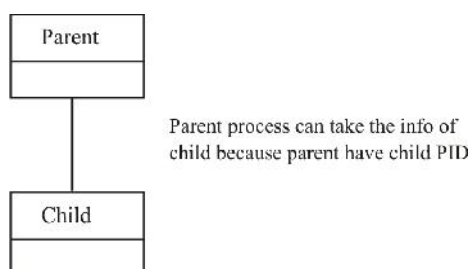 Parent
Parent process can take the info of
child because parent have child PID
Child